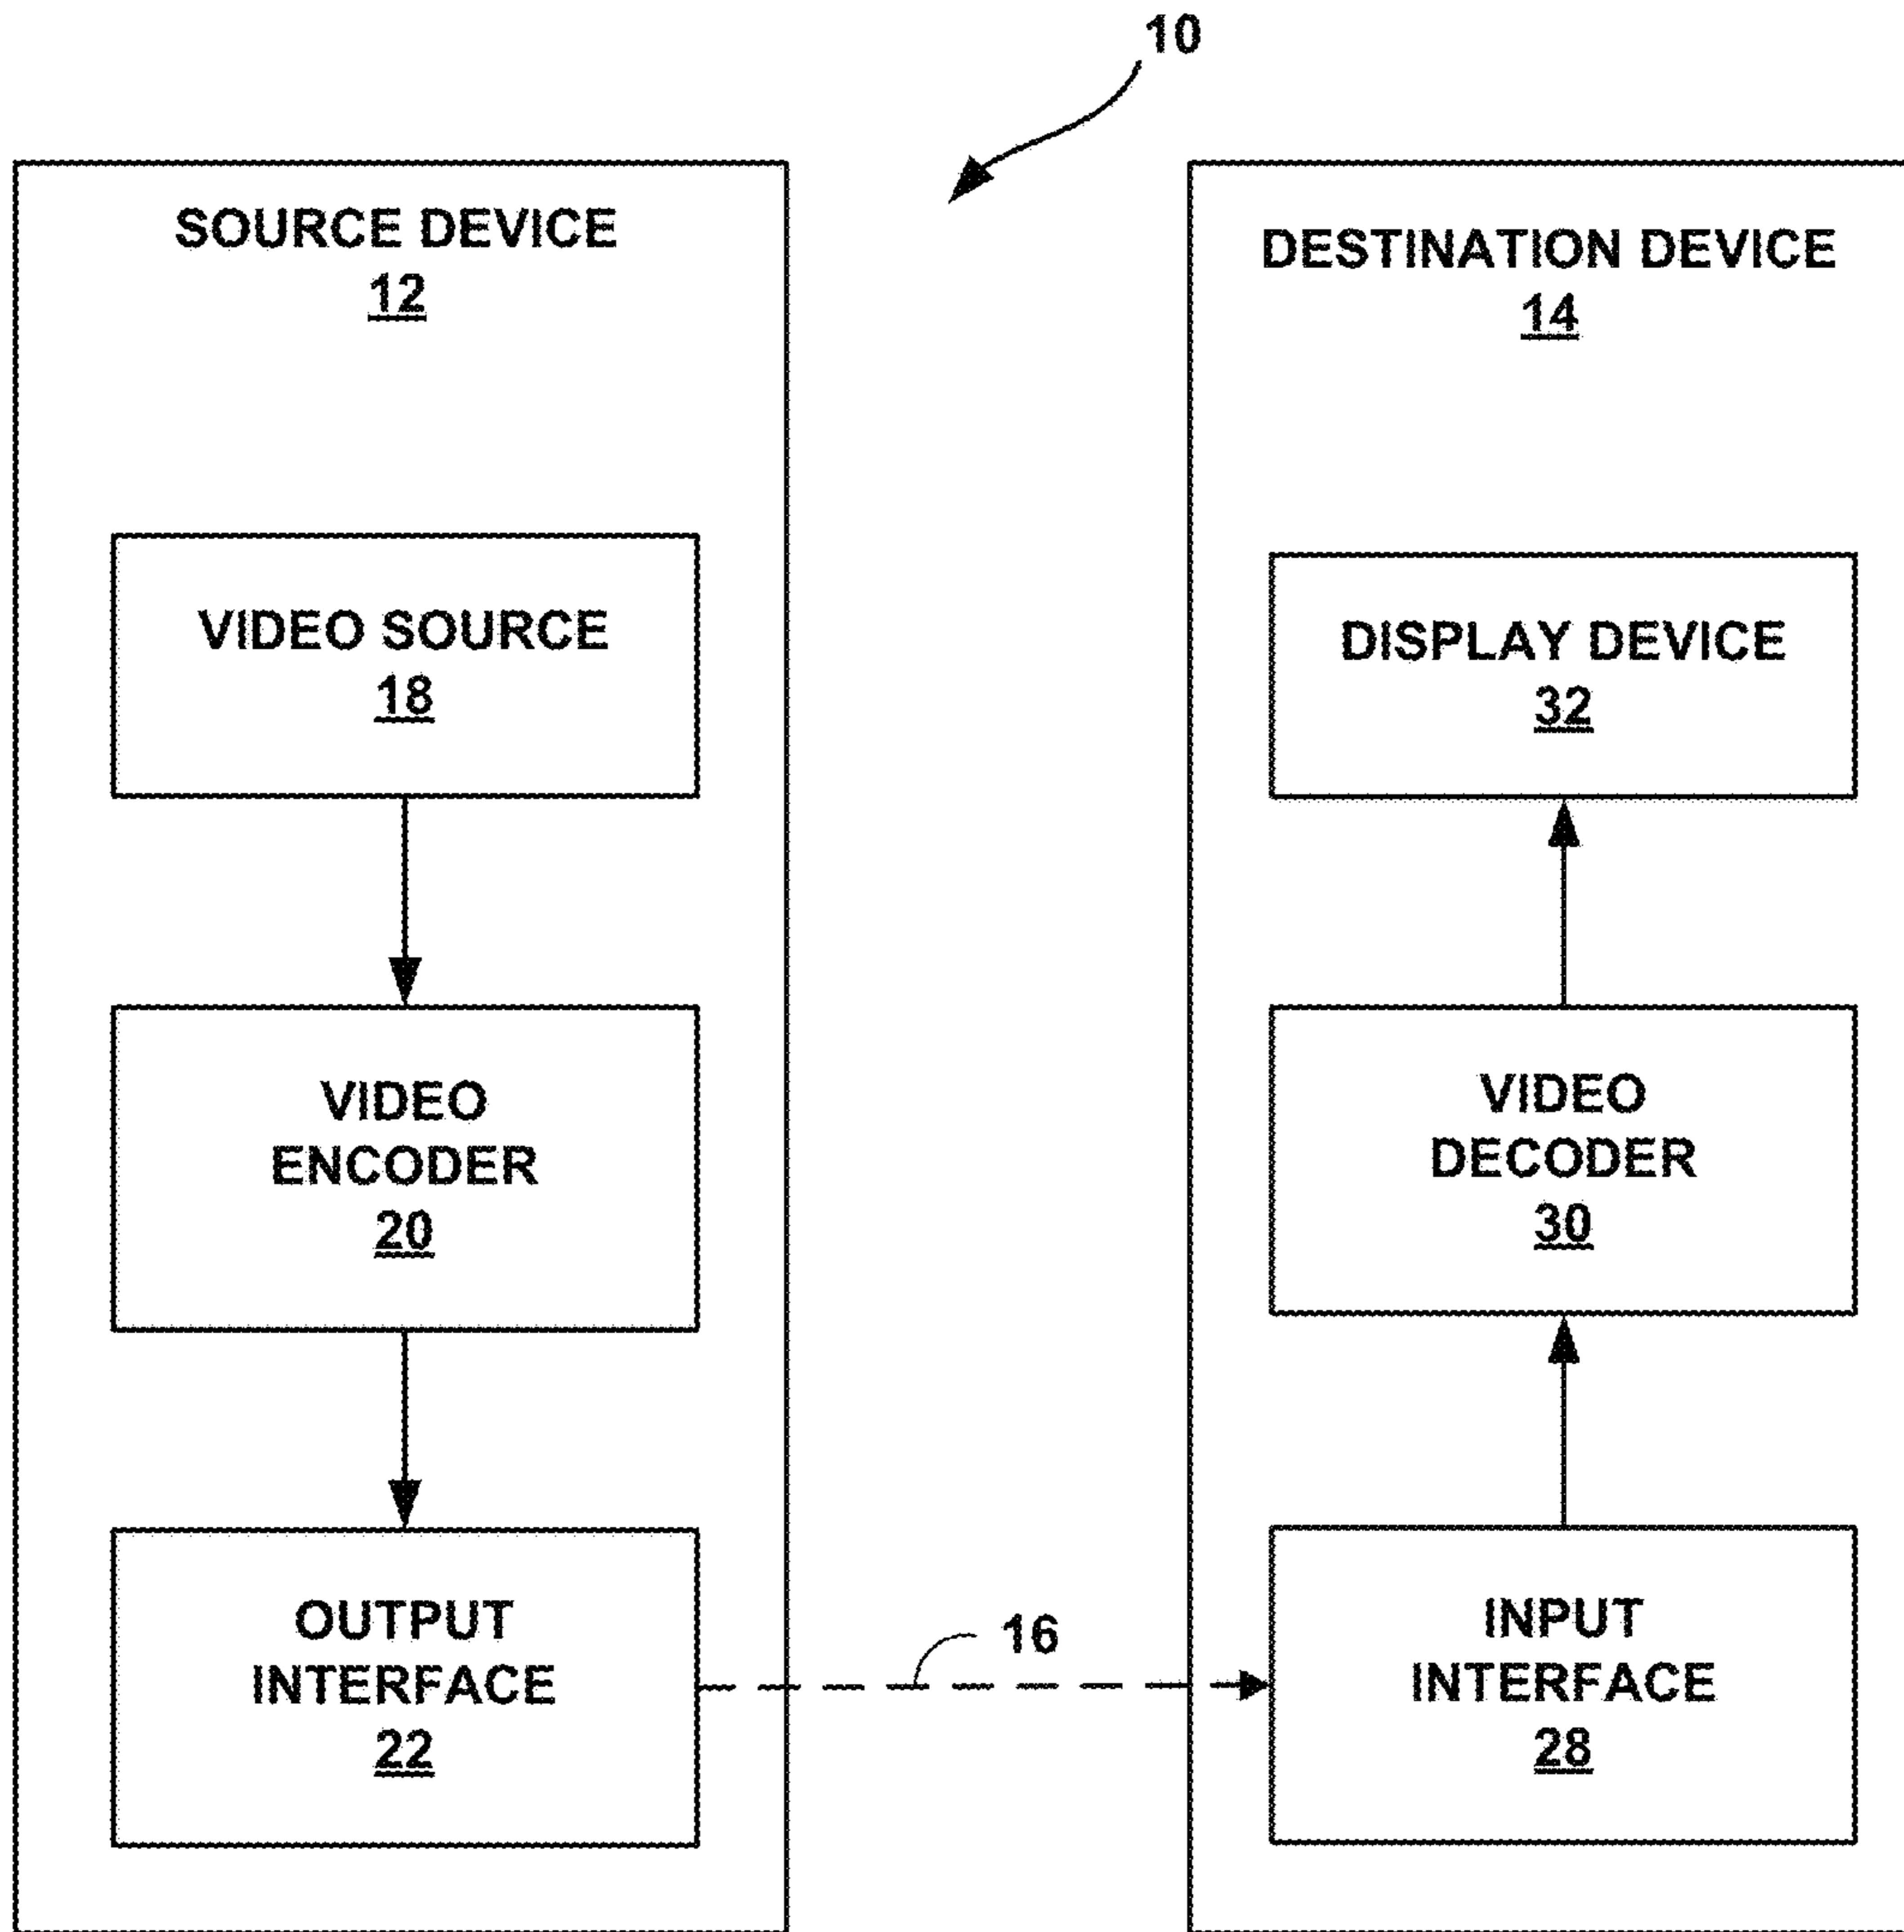 10
SOURCE DEVICE
12
VIDEO SOURCE
18
VIDEO
ENCODER
20
OUTPUT
INTERFACE
22
16
DESTINATION DEVICE
14
DISPLAY DEVICE
32
VIDEO
DECODER
30
INPUT
INTERFACE
28